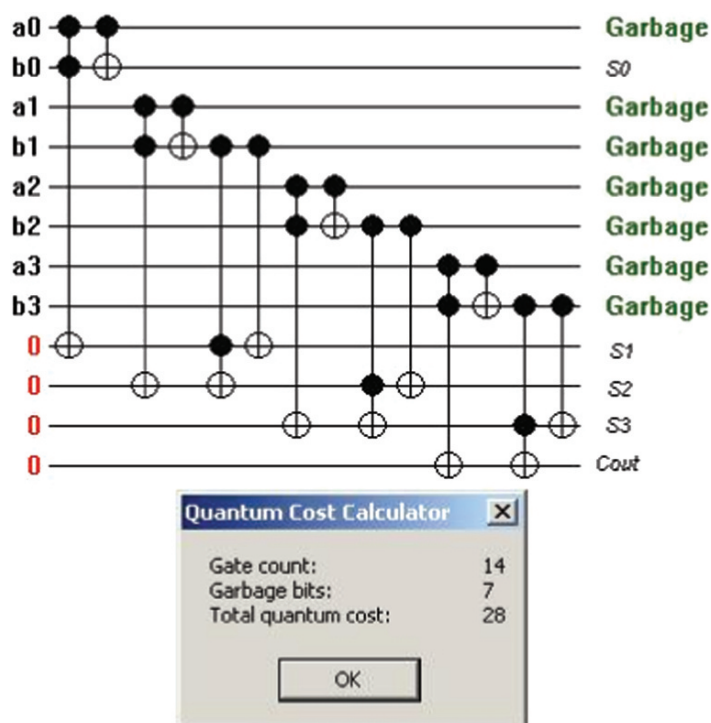 a0 Garbage
b0 S0
a1 Garbage
b1 Garbage
a2 Garbage
b2 Garbage
a3 Garbage
b3 Garbage
0 S1
0 S2
0 S3
0 Cout
Quantum Cost Calculator
Gate count: 14
Garbage bits: 7
Total quantum cost: 28
OK